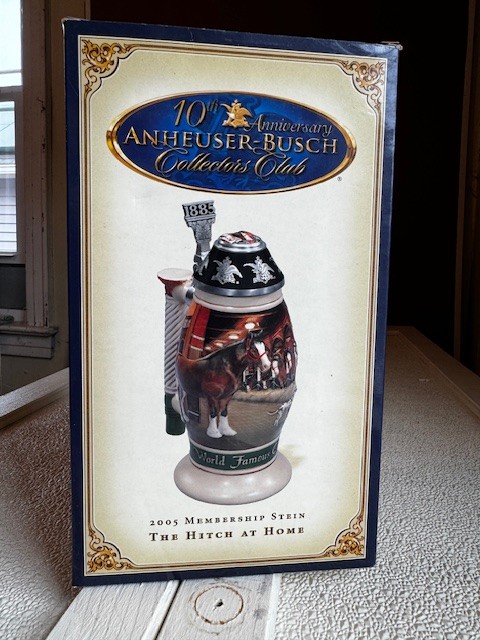 10th Anniversary
ANHEUSER-BUSCH
Collectors Club
®
1885
World Famous
2005 MEMBERSHIP STEIN
THE HITCH AT HOME